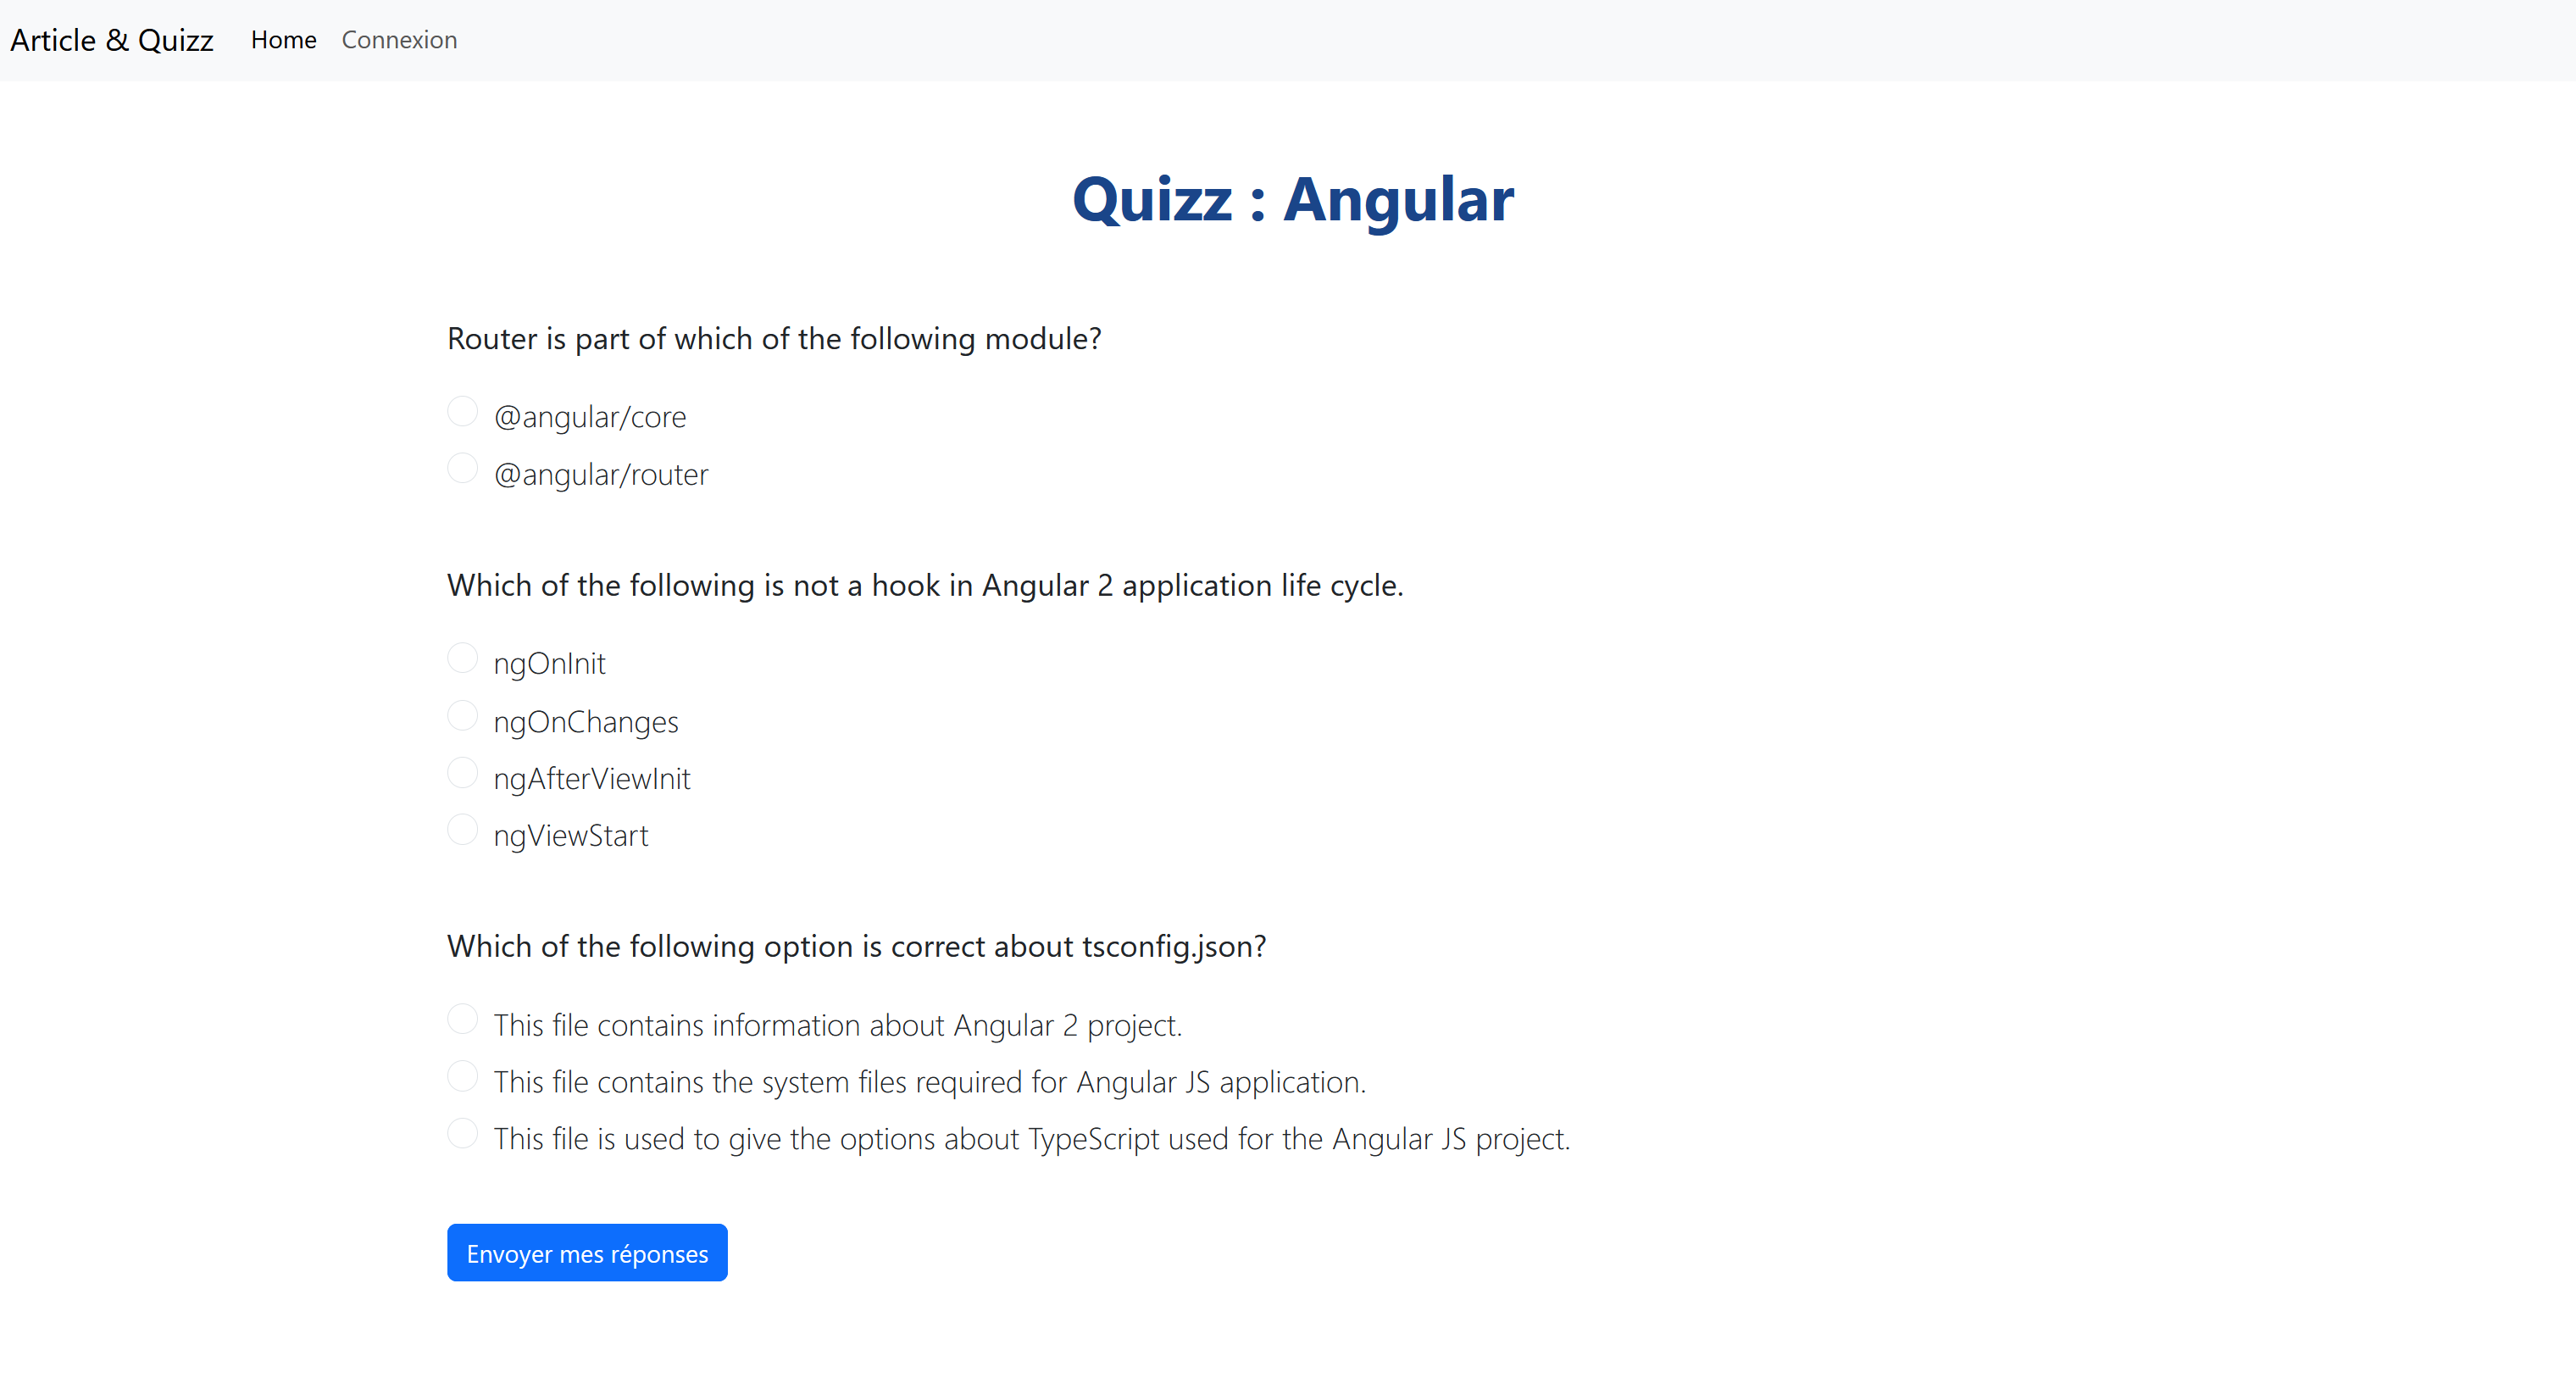 Article & Quizz Home Connexion
Quizz : Angular
Router is part of which of the following module?
@angular/core
@angular/router
Which of the following is not a hook in Angular 2 application life cycle.
ngOnInit
ngOnChanges
ngAfterViewInit
ngViewStart
Which of the following option is correct about tsconfig.json?
This file contains information about Angular 2 project.
This file contains the system files required for Angular JS application.
This file is used to give the options about TypeScript used for the Angular JS project.
Envoyer mes réponses